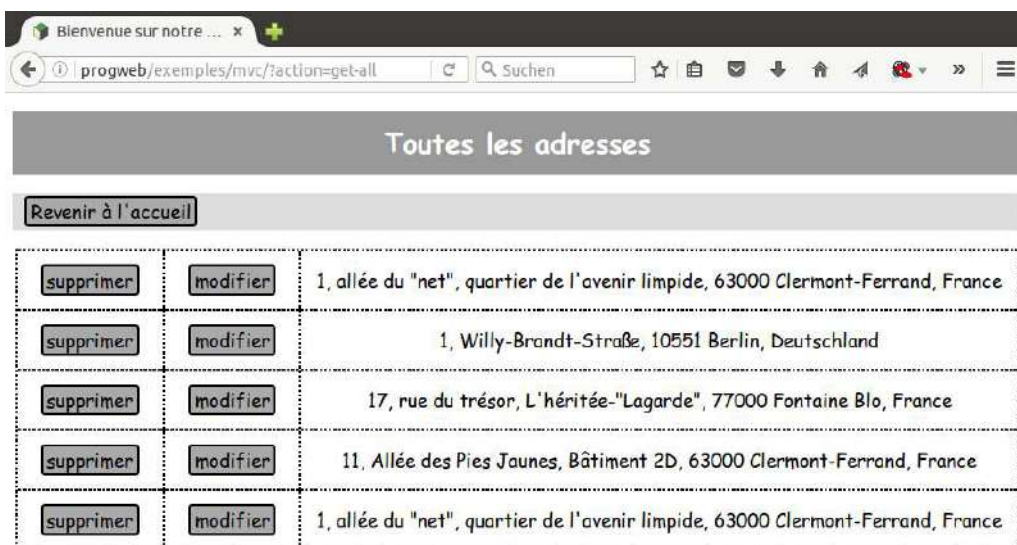 Bienvenue sur notre ... ×
progweb/exemples/mvc/?action=get-all
Suchen
Toutes les adresses
Revenir à l'accueil
supprimer modifier 1, allée du "net", quartier de l'avenir limpide, 63000 Clermont-Ferrand, France
supprimer modifier 1, Willy-Brandt-Straße, 10551 Berlin, Deutschland
supprimer modifier 17, rue du trésor, L'héritée-"Lagarde", 77000 Fontaine Blo, France
supprimer modifier 11, Allée des Pies Jaunes, Bâtiment 2D, 63000 Clermont-Ferrand, France
supprimer modifier 1, allée du "net", quartier de l'avenir limpide, 63000 Clermont-Ferrand, France